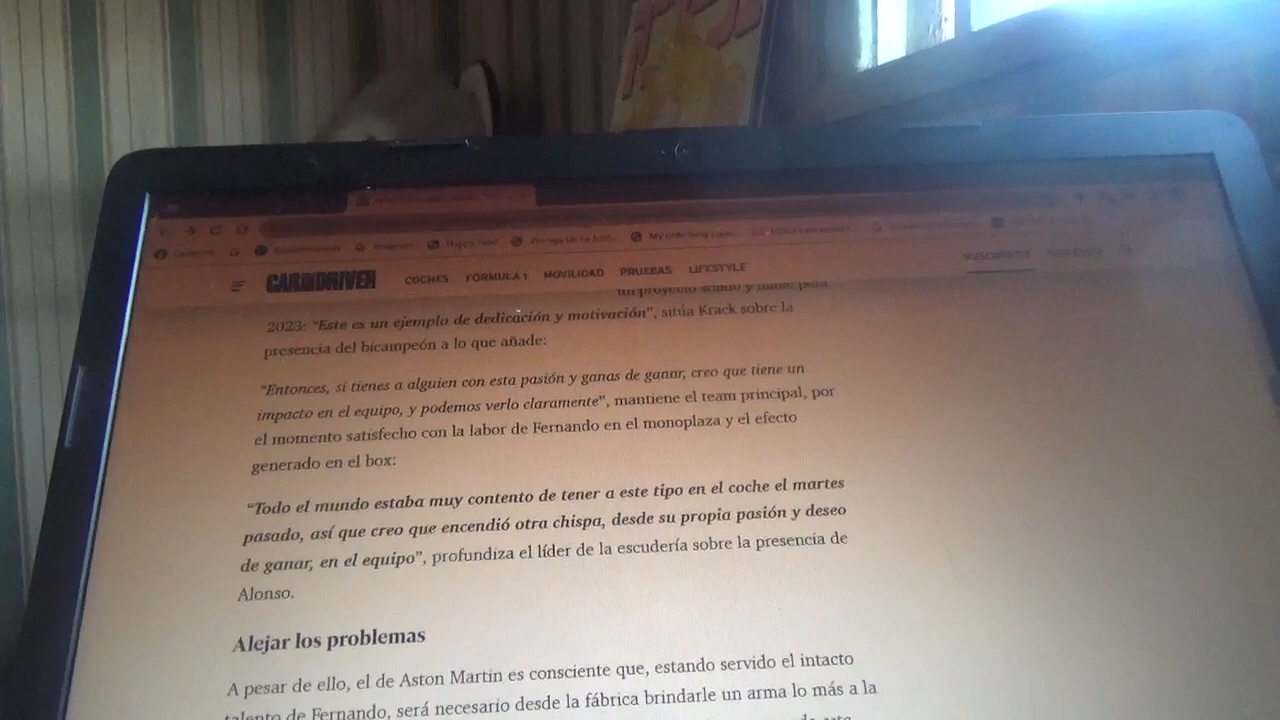 CAR AND DRIVER COCHES FÓRMULA 1 MOVILIDAD PRUEBAS LIFESTYLE
un proyecto sólido y
2023: “Este es un ejemplo de dedicación y motivación”, sitúa Krack sobre la
presencia del bicampeón a lo que añade:
“Entonces, si tienes a alguien con esta pasión y ganas de ganar, creo que tiene un
impacto en el equipo, y podemos verlo claramente”, mantiene el team principal, por
el momento satisfecho con la labor de Fernando en el monoplaza y el efecto
generado en el box:
“Todo el mundo estaba muy contento de tener a este tipo en el coche el martes
pasado, así que creo que encendió otra chispa, desde su propia pasión y deseo
de ganar, en el equipo”, profundiza el líder de la escudería sobre la presencia de
Alonso.
Alejar los problemas
A pesar de ello, el de Aston Martin es consciente que, estando servido el intacto
talento de Fernando, será necesario desde la fábrica brindarle un arma lo más a la